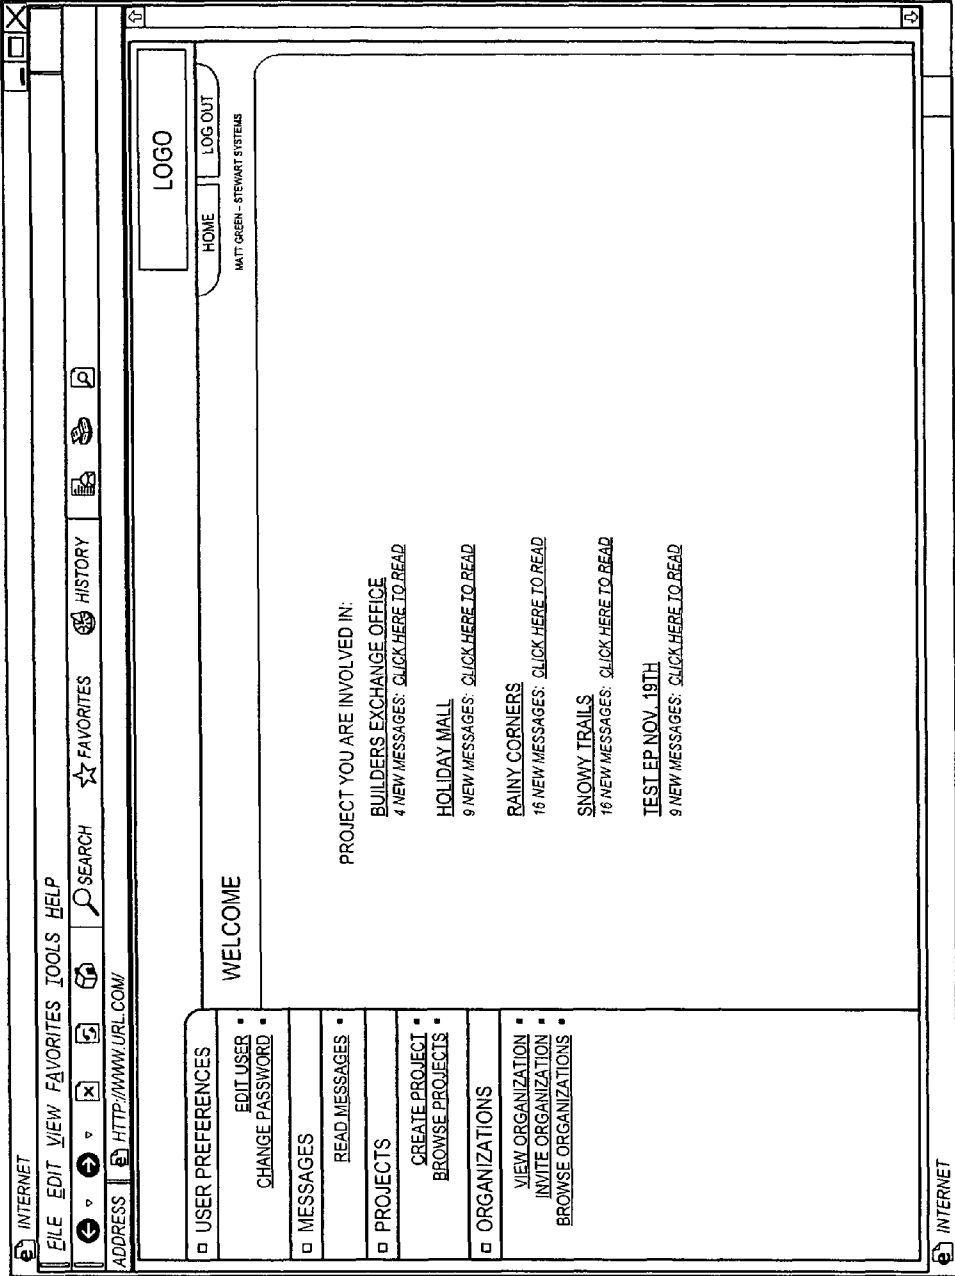 INTERNET
FILE EDIT VIEW FAVORITES TOOLS HELP
SEARCH FAVORITES HISTORY
ADDRESS HTTP://WWW.URL.COM/
LOGO
HOME LOG OUT
MATT GREEN – STEWART SYSTEMS
USER PREFERENCES
EDIT USER
CHANGE PASSWORD
MESSAGES
READ MESSAGES
PROJECTS
CREATE PROJECT
BROWSE PROJECTS
ORGANIZATIONS
VIEW ORGANIZATION
INVITE ORGANIZATION
BROWSE ORGANIZATIONS
WELCOME
PROJECT YOU ARE INVOLVED IN:
BUILDERS EXCHANGE OFFICE
4 NEW MESSAGES: CLICK HERE TO READ
HOLIDAY MALL
9 NEW MESSAGES: CLICK HERE TO READ
RAINY CORNERS
16 NEW MESSAGES: CLICK HERE TO READ
SNOWY TRAILS
16 NEW MESSAGES: CLICK HERE TO READ
TEST EP NOV. 19TH
9 NEW MESSAGES: CLICK HERE TO READ
INTERNET